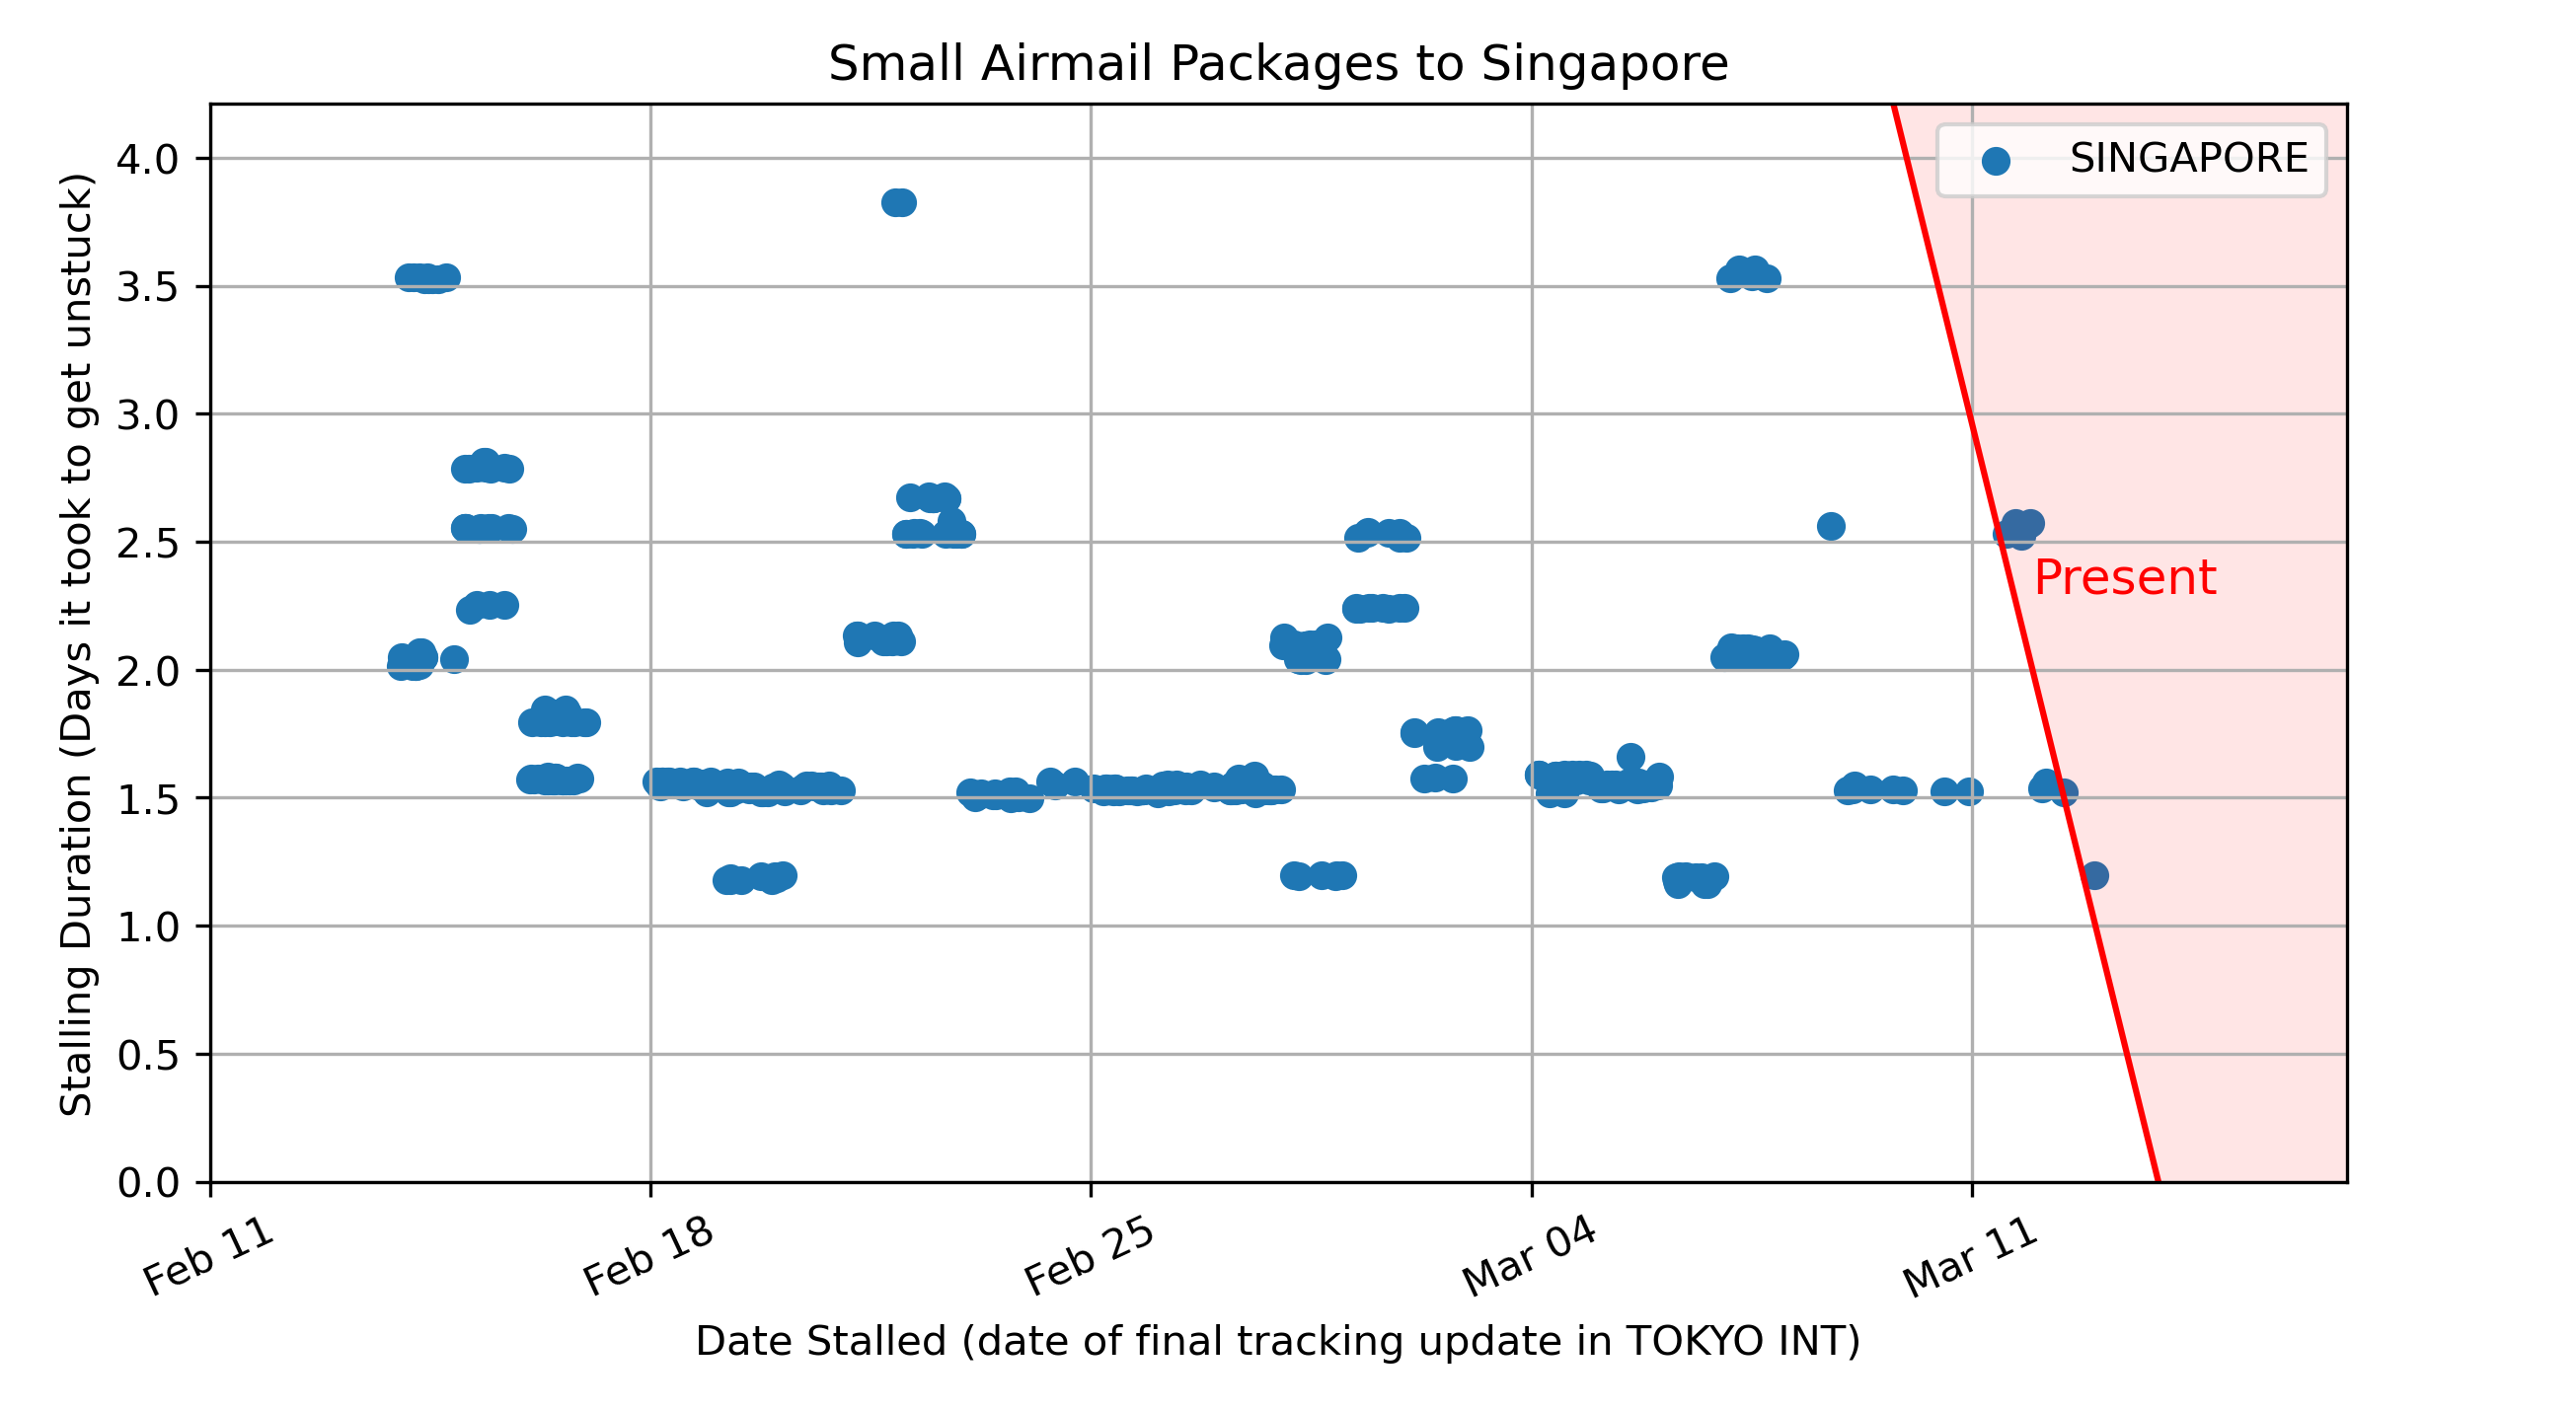 Small Airmail Packages to Singapore
Stalling Duration (Days it took to get unstuck)
4.0
3.5
3.0
2.5
2.0
1.5
1.0
0.5
0.0
SINGAPORE
Present
Feb 11
Feb 18
Feb 25
Mar 04
Mar 11
Date Stalled (date of final tracking update in TOKYO INT)